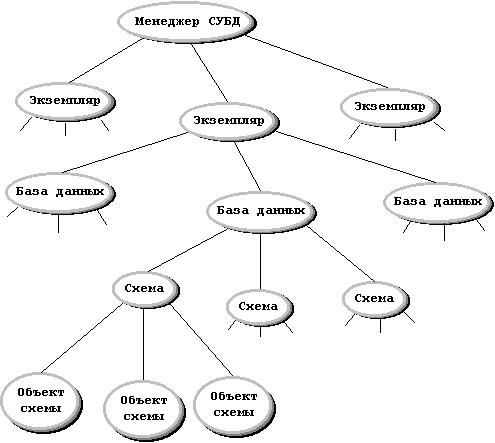 Менеджер СУБД
Экземпляр
Экземпляр
Экземпляр
База данных
База данных
База данных
Схема
Схема
Схема
Объект
схемы
Объект
схемы
Объект
схемы